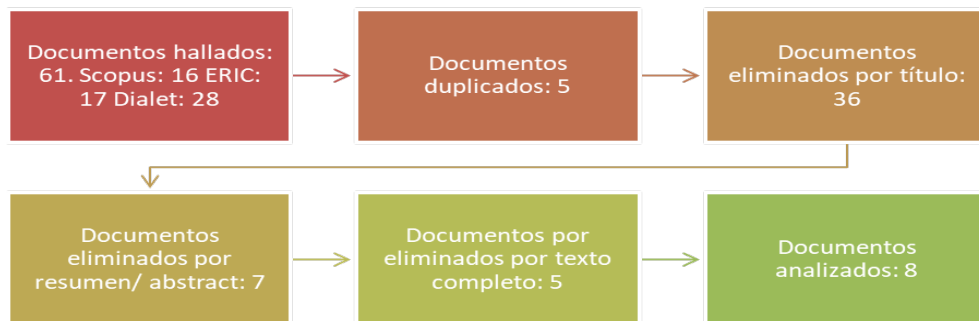 Documentos hallados:
61. Scopus: 16 ERIC:
17 Dialet: 28
Documentos
duplicados: 5
Documentos
eliminados por título:
36
Documentos
eliminados por
resumen/ abstract: 7
Documentos por
eliminados por texto
completo: 5
Documentos
analizados: 8